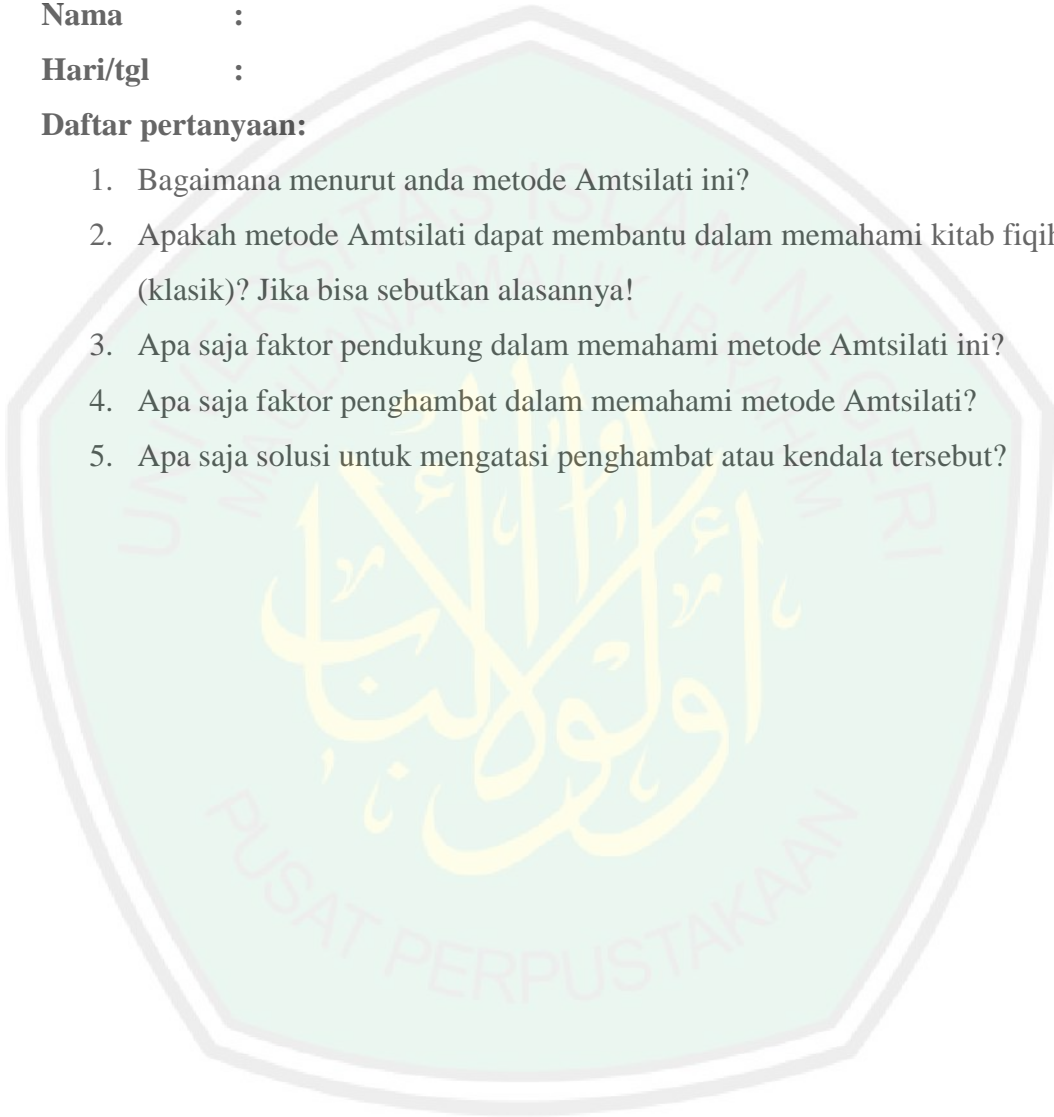 Nama :
Hari/tgl :
Daftar pertanyaan:
1. Bagaimana menurut anda metode Amtsilati ini?
2. Apakah metode Amtsilati dapat membantu dalam memahami kitab fiqih
(klasik)? Jika bisa sebutkan alasannya!
3. Apa saja faktor pendukung dalam memahami metode Amtsilati ini?
4. Apa saja faktor penghambat dalam memahami metode Amtsilati?
5. Apa saja solusi untuk mengatasi penghambat atau kendala tersebut?
UNIVERSITAS ISLAM NEGERI
MAULANA MALIK IBRAHIM
PUSAT PERPUSTAKAAN